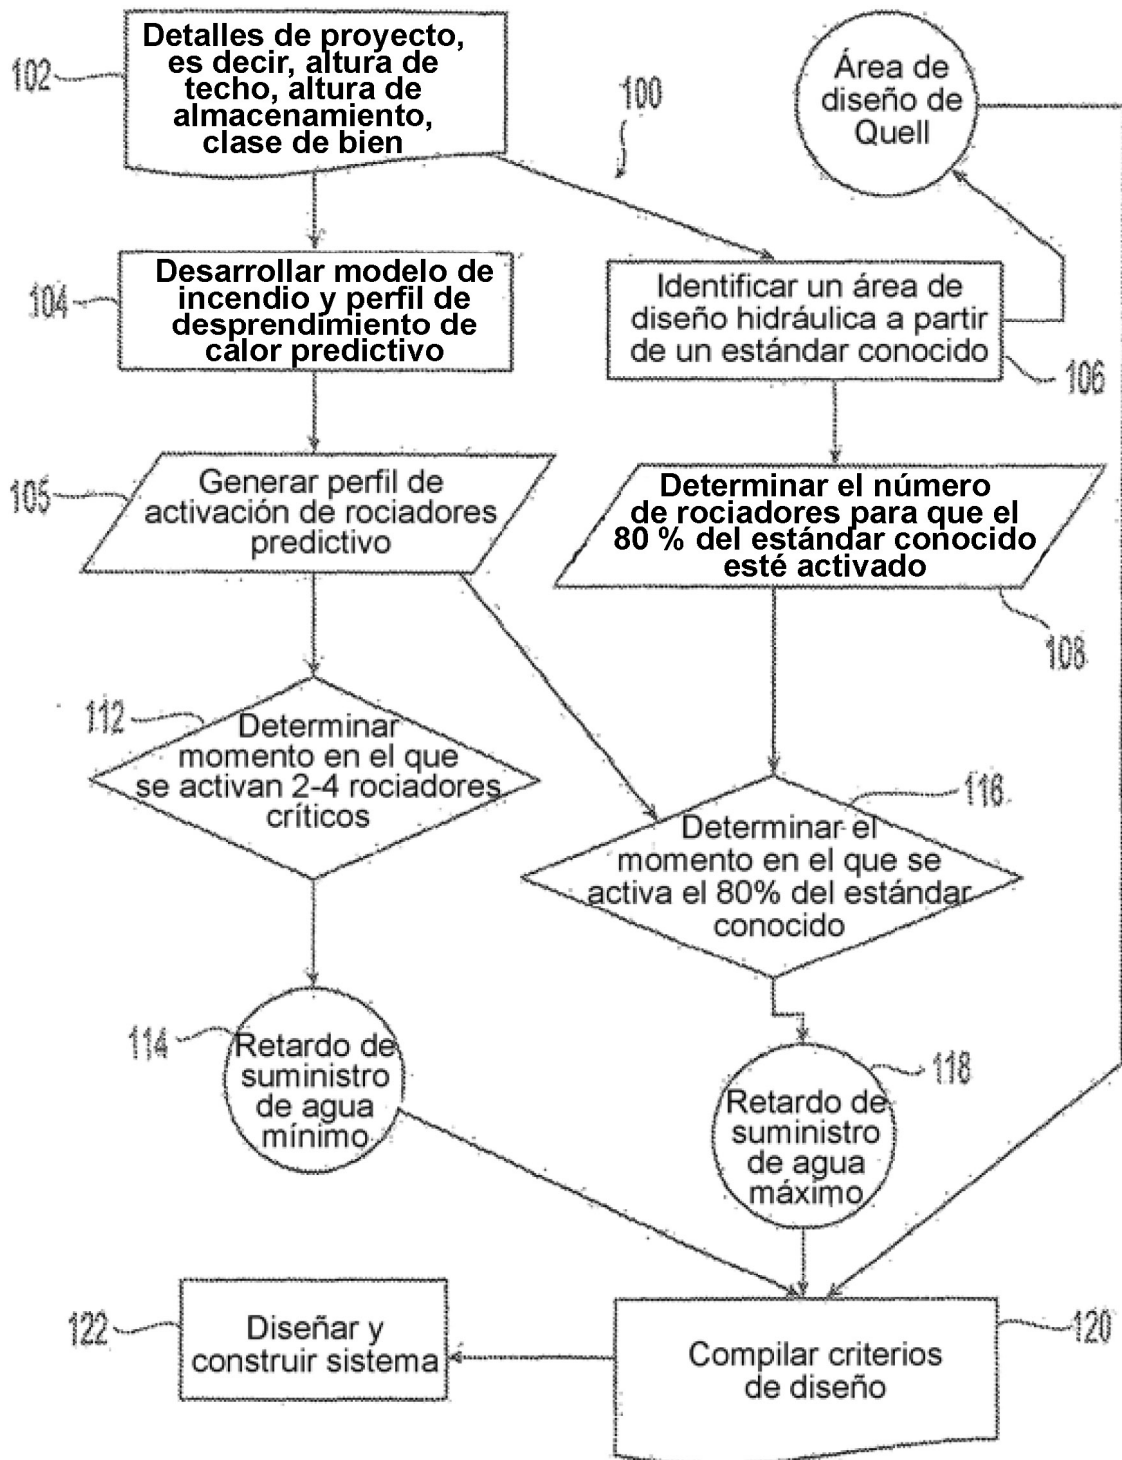 102
Detalles de proyecto,
es decir, altura de
techo, altura de
almacenamiento,
clase de bien
100
Área de
diseño de
Quell
104
Desarrollar modelo de
incendio y perfil de
desprendimiento de
calor predictivo
Identificar un área de
diseño hidráulica a partir
de un estándar conocido
106
105
Generar perfil de
activación de rociadores
predictivo
Determinar el número
de rociadores para que el
80 % del estándar conocido
esté activado
108
112
Determinar
momento en el que
se activan 2-4 rociadores
críticos
116
Determinar el
momento en el que se
activa el 80% del estándar
conocido
114
Retardo de
suministro
de agua
mínimo
118
Retardo de
suministro
de agua
máximo
122
Diseñar y
construir sistema
120
Compilar criterios
de diseño